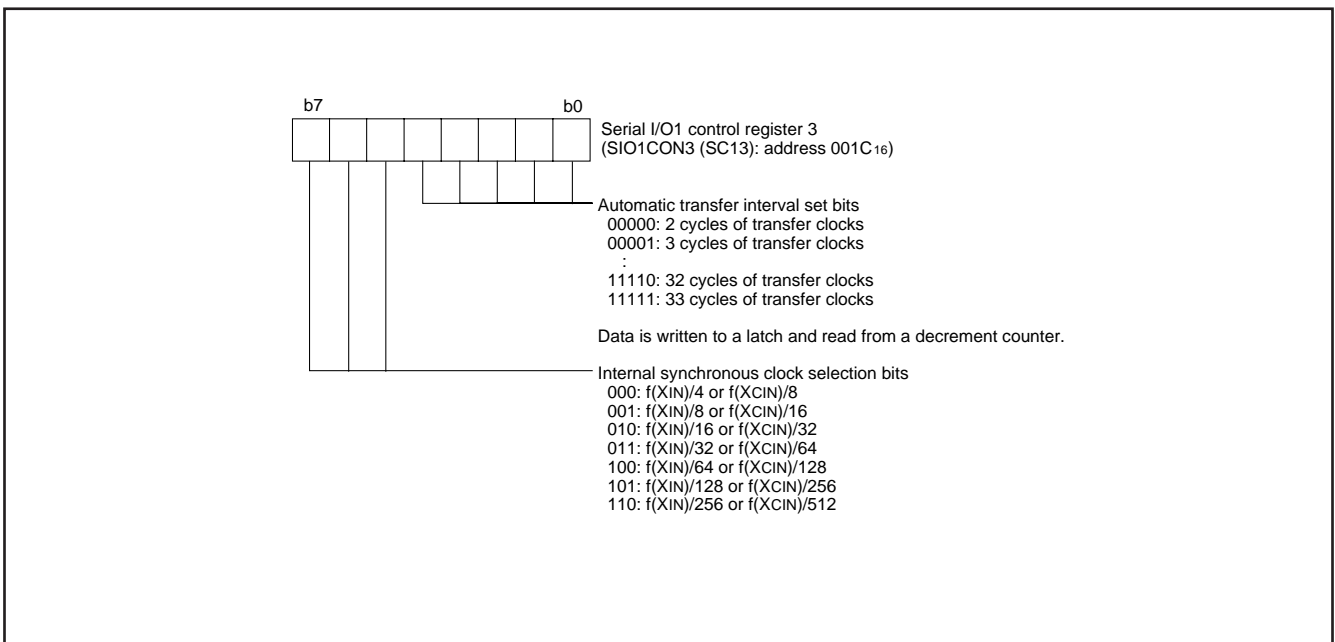 b7 b0
Serial I/O1 control register 3
(SIO1CON3 (SC13): address 001C16)
Automatic transfer interval set bits
00000: 2 cycles of transfer clocks
00001: 3 cycles of transfer clocks
:
11110: 32 cycles of transfer clocks
11111: 33 cycles of transfer clocks
Data is written to a latch and read from a decrement counter.
Internal synchronous clock selection bits
000: f(XIN)/4 or f(XCIN)/8
001: f(XIN)/8 or f(XCIN)/16
010: f(XIN)/16 or f(XCIN)/32
011: f(XIN)/32 or f(XCIN)/64
100: f(XIN)/64 or f(XCIN)/128
101: f(XIN)/128 or f(XCIN)/256
110: f(XIN)/256 or f(XCIN)/512